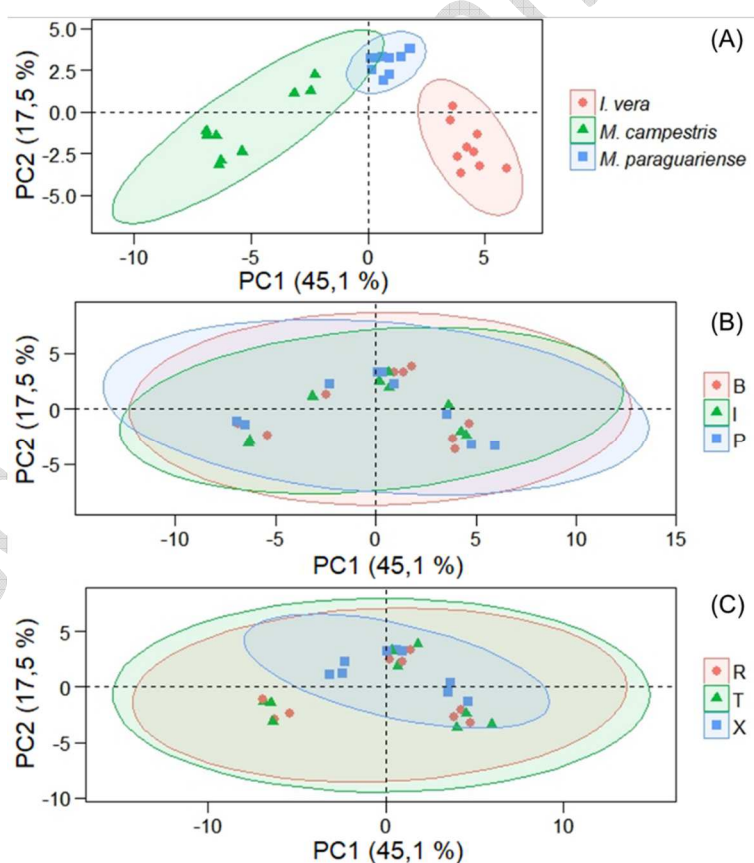 (A)
5.0
2.5
0.0
-2.5
-5.0
PC2 (17,5 %)
-10
-5
0
5
PC1 (45,1 %)
I. vera
M. campestris
M. paraguariense
(B)
5
0
-5
PC2 (17,5 %)
-10
-5
0
5
10
15
PC1 (45,1 %)
B
I
P
(C)
5
0
-5
-10
PC2 (17,5 %)
-10
0
10
PC1 (45,1 %)
R
T
X